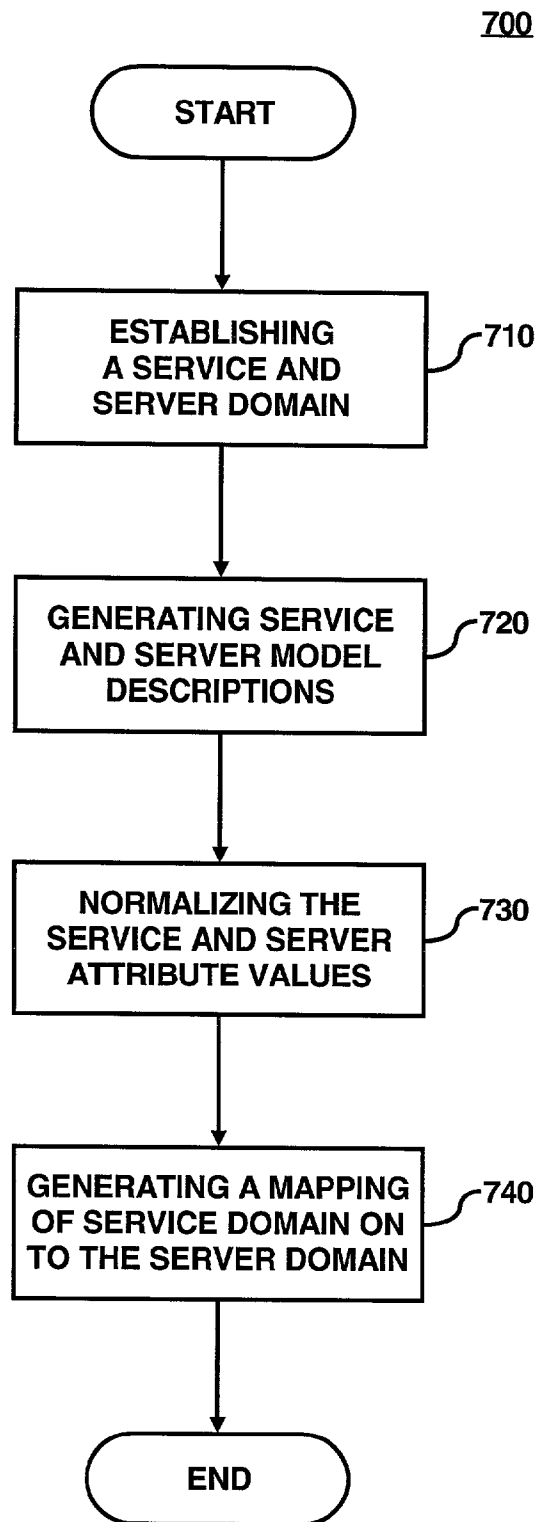 700
START
ESTABLISHING
A SERVICE AND
SERVER DOMAIN
710
GENERATING SERVICE
AND SERVER MODEL
DESCRIPTIONS
720
NORMALIZING THE
SERVICE AND SERVER
ATTRIBUTE VALUES
730
GENERATING A MAPPING
OF SERVICE DOMAIN ON
TO THE SERVER DOMAIN
740
END